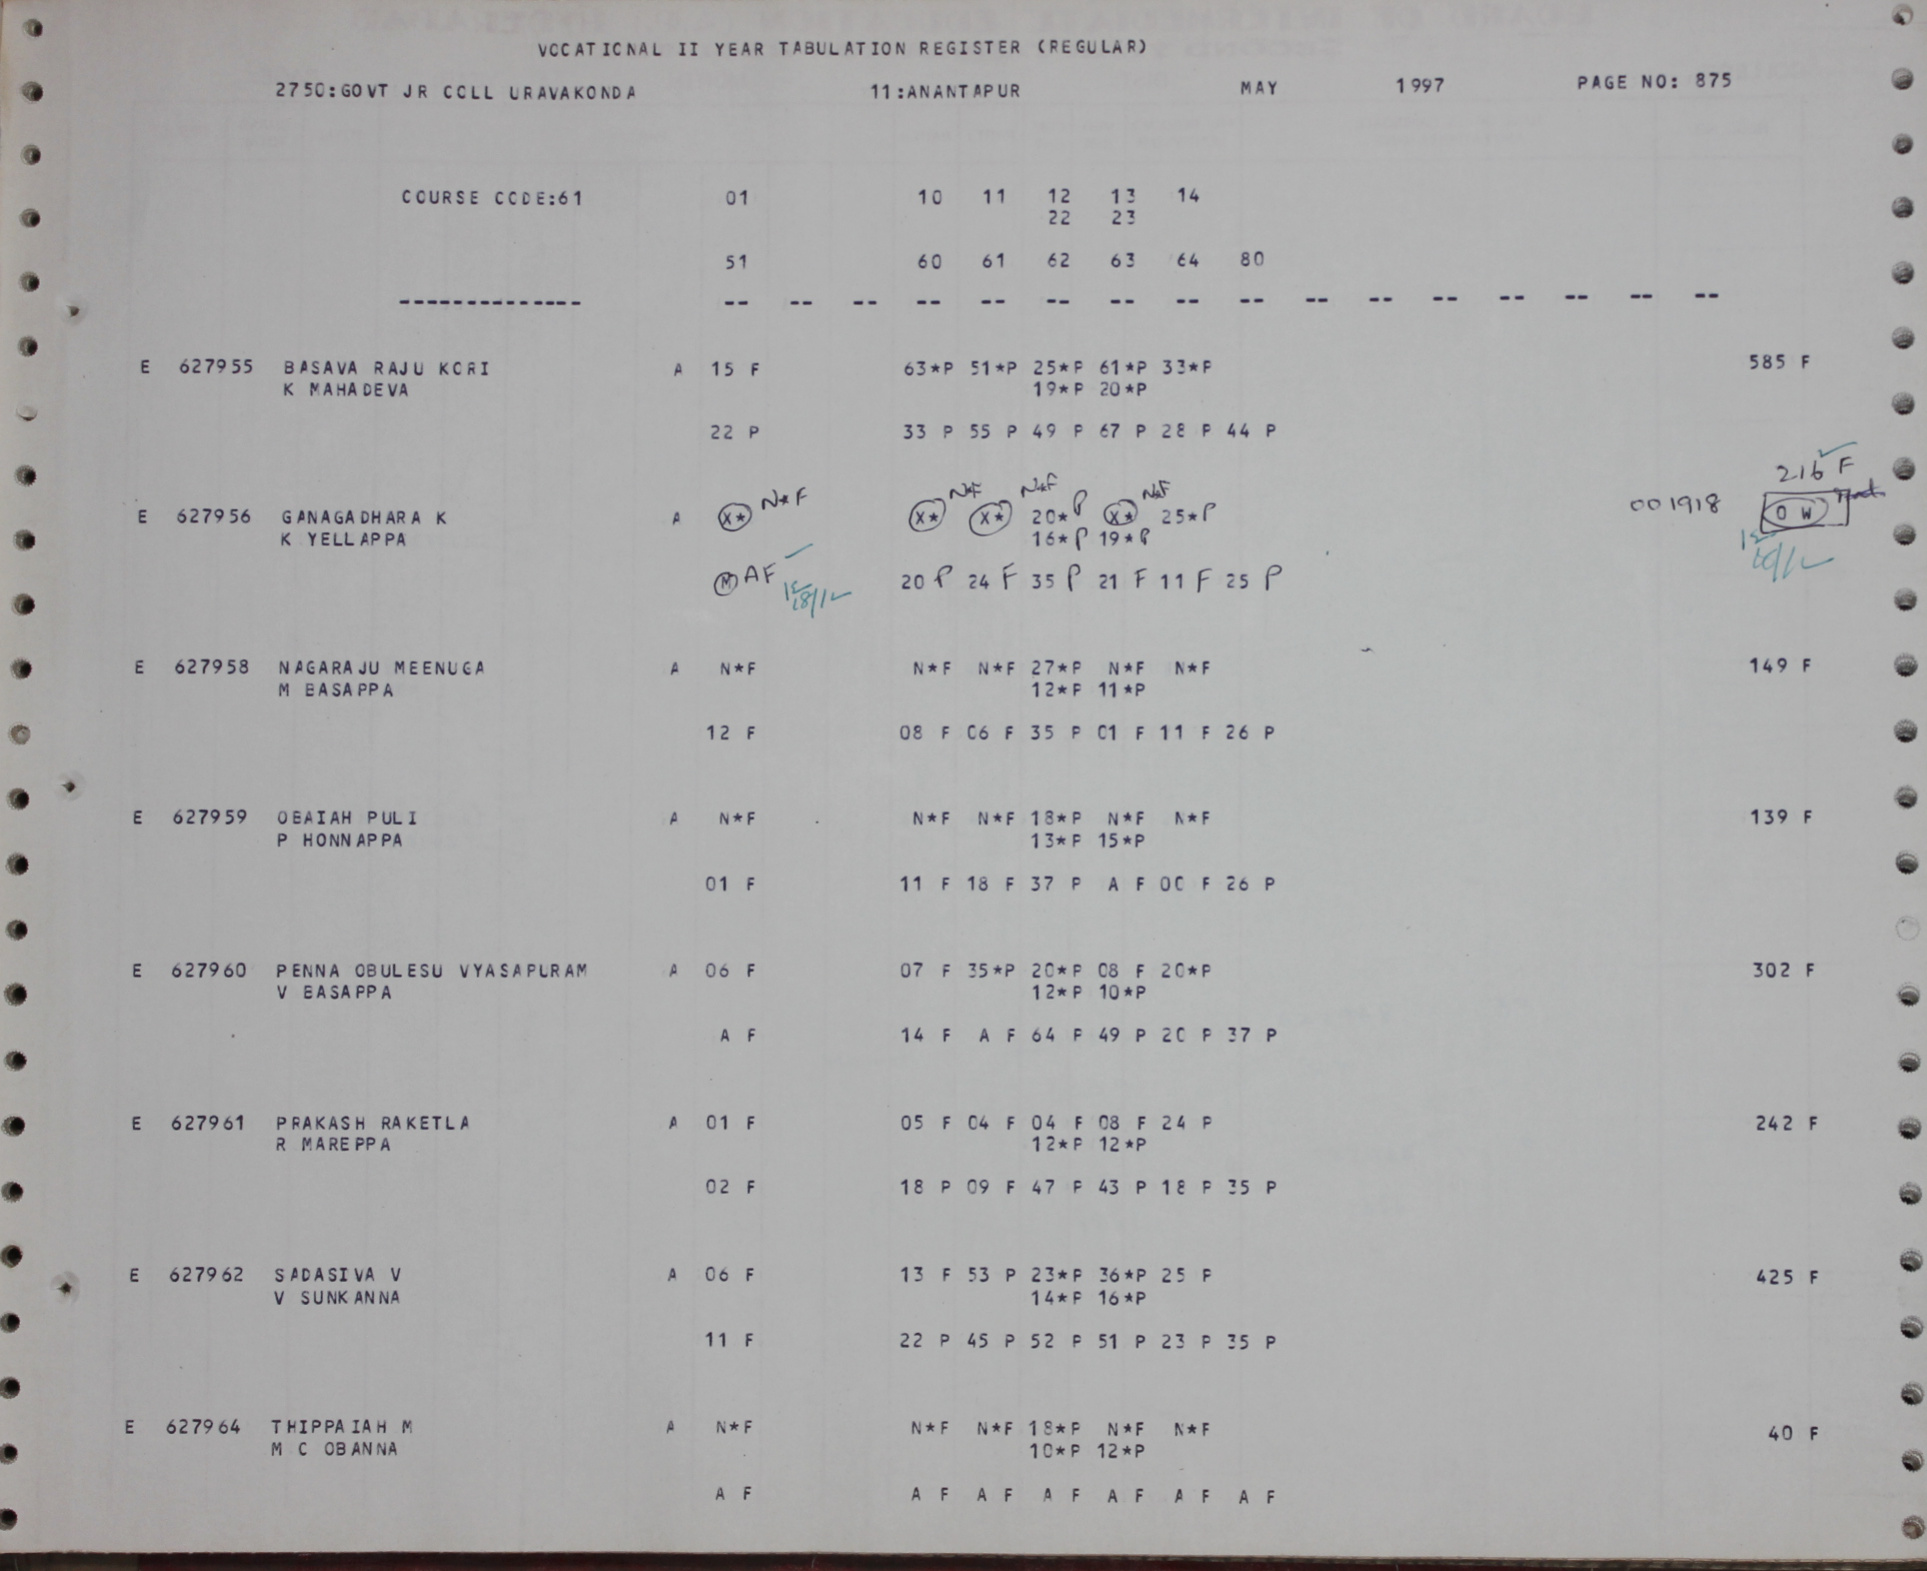 VOCATIONAL II YEAR TABULATION REGISTER (REGULAR)
2750:GOVT JR COLL URAVAKONDA 11:ANANTAPUR MAY 1997 PAGE NO: 875
COURSE CODE:61 01 10 11 12 13 14
22 23
51 60 61 62 63 64 80
-------------- -- -- -- -- -- -- -- -- -- -- -- -- -- -- -- --
E 627955 BASAVA RAJU KORI A 15 F 63*P 51*P 25*P 61*P 33*P 585 F
K MAHADEVA 19*P 20*P
22 P 33 P 55 P 49 P 67 P 28 P 44 P
216 F
N*F N*F N*F N*F
E 627956 GANAGADHARA K A X* X* X* 20*P X* 25*P 001918 0 W
K YELLAPPA 16*P 19*P
M AF 20 P 24 F 35 P 21 F 11 F 25 P
E 627958 NAGARAJU MEENUGA A N*F N*F N*F 27*P N*F N*F 149 F
M BASAPPA 12*P 11*P
12 F 08 F 06 F 35 P 01 F 11 F 26 P
E 627959 OBAIAH PULI A N*F N*F N*F 18*P N*F N*F 139 F
P HONNAPPA 13*P 15*P
01 F 11 F 18 F 37 P A F 00 F 26 P
E 627960 PENNA OBULESU VYASAPURAM A 06 F 07 F 35*P 20*P 08 F 20*P 302 F
V BASAPPA 12*P 10*P
A F 14 F A F 64 P 49 P 20 P 37 P
E 627961 PRAKASH RAKETLA A 01 F 05 F 04 F 04 F 08 F 24 P 242 F
R MAREPPA 12*P 12*P
02 F 18 P 09 F 47 P 43 P 18 P 35 P
E 627962 SADASIVA V A 06 F 13 F 53 P 23*P 36*P 25 P 425 F
V SUNKANNA 14*P 16*P
11 F 22 P 45 P 52 P 51 P 23 P 35 P
E 627964 THIPPAIAH M A N*F N*F N*F 18*P N*F N*F 40 F
M C OBANNA 10*P 12*P
A F A F A F A F A F A F A F